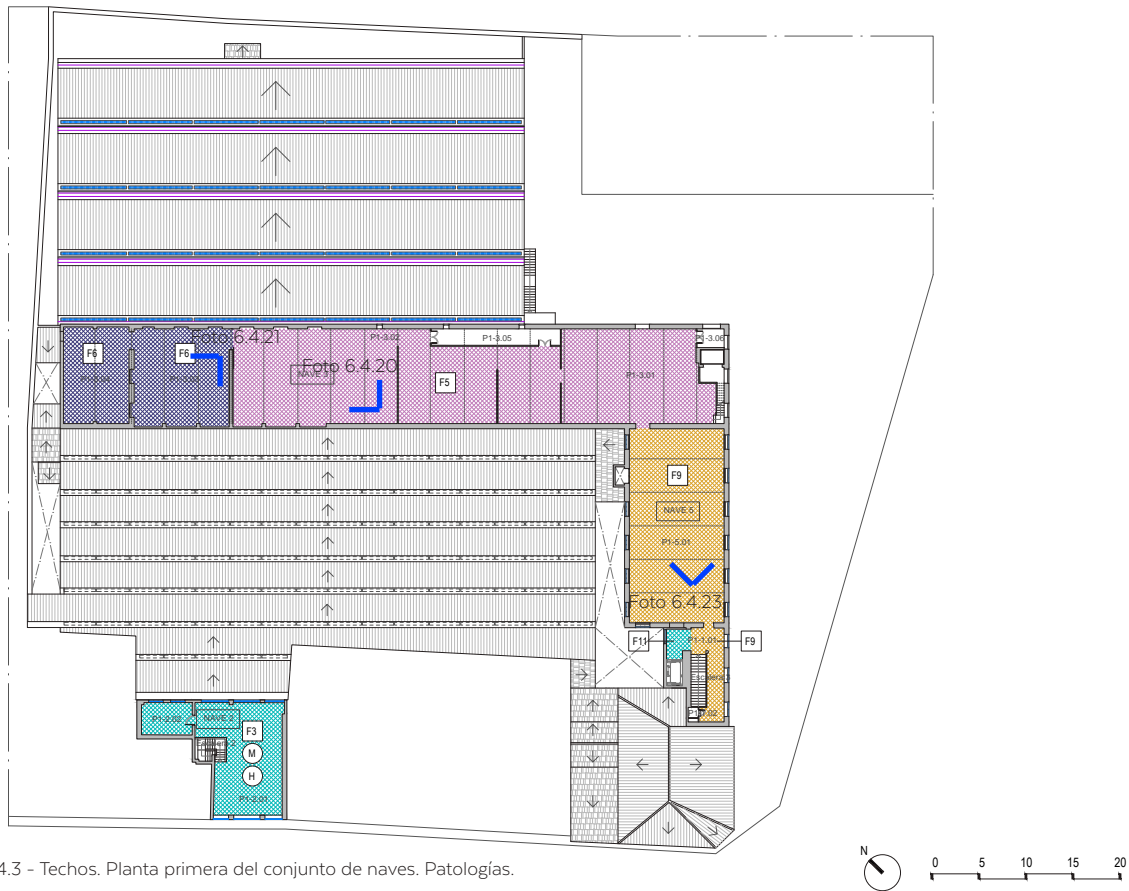 Foto 6.4.21
P1-3.02
P1-3.05
P1-3.06
F6
F6
Foto 6.4.20
P1-3.01
F5
F9
NAVE 5
P1-5.01
Foto 6.4.23
F11
P1-1.01
F9
P1-2.02
NAVE 2
F3
M
H
P1-2.01
4.3 - Techos. Planta primera del conjunto de naves. Patologías.
N
0 5 10 15 20